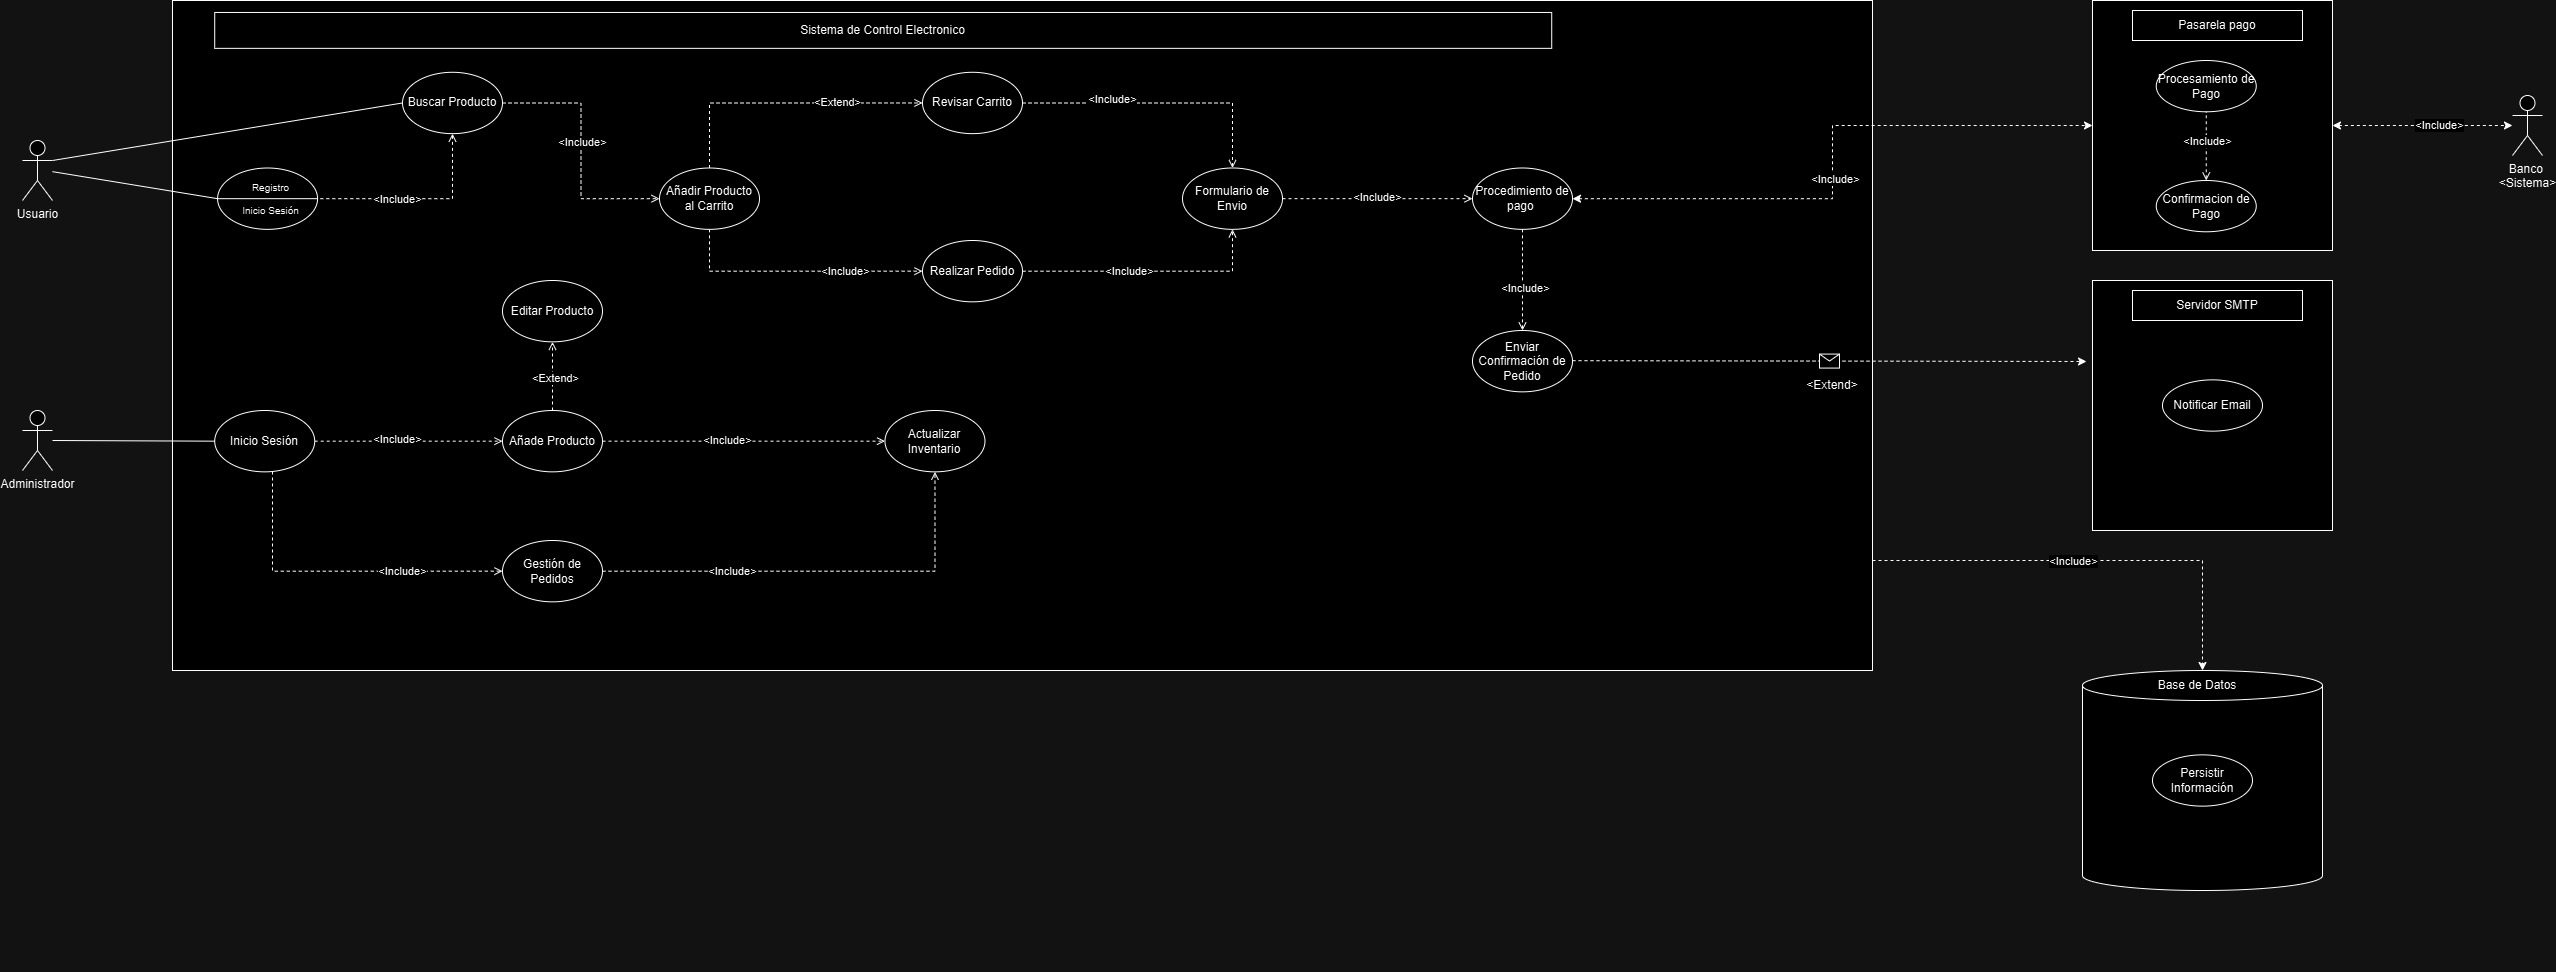 Sistema de Control Electronico
Pasarela pago
Buscar Producto
<Extend>
Revisar Carrito
<Include>
Procesamiento de
Pago
<Include>
<Include>
Confirmacion de
Pago
<Include>
Banco
<Sistema>
Usuario
Registro
Inicio Sesión
<Include>
<Include>
Añadir Producto
al Carrito
Formulario de
Envio
<Include>
Procedimiento de
pago
<Include>
<Include>
Realizar Pedido
<Include>
<Include>
Servidor SMTP
Editar Producto
<Extend>
Enviar
Confirmación de
Pedido
<Extend>
Notificar Email
Administrador
Inicio Sesión
<Include>
Añade Producto
<Include>
Actualizar
Inventario
<Include>
Gestión de
Pedidos
<Include>
<Include>
Base de Datos
Persistir
Información